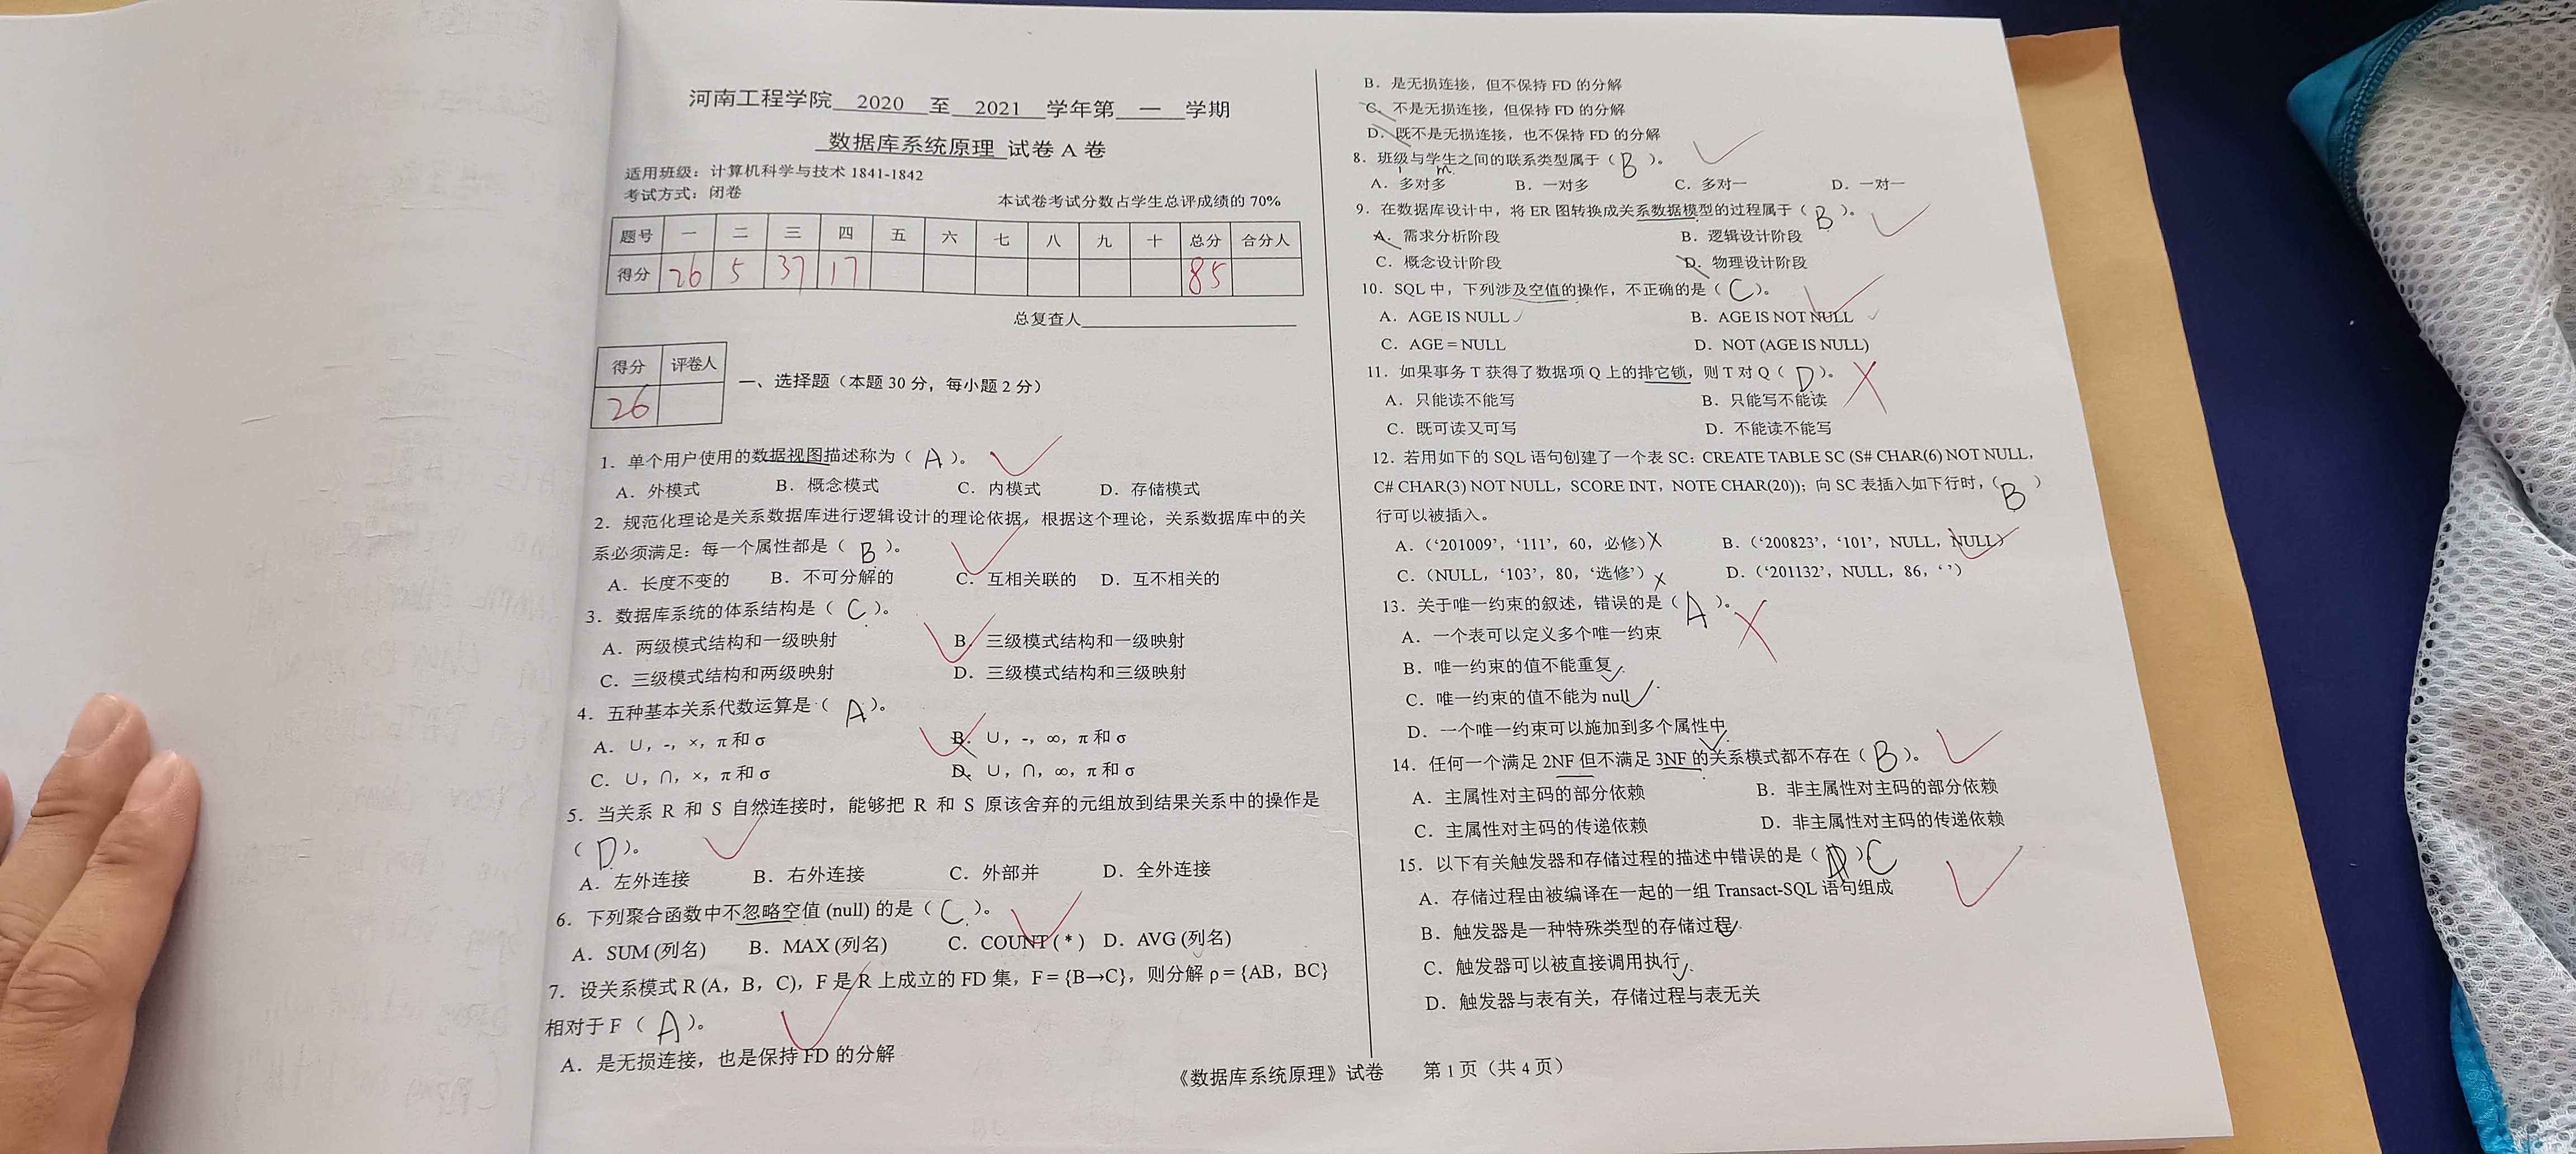 河南工程学院 2020 至 2021 学年第 一 学期
数据库系统原理 试卷 A 卷
适用班级：计算机科学与技术 1841-1842
考试方式：闭卷
本试卷考试分数占学生总评成绩的 70%
题号 一 二 三 四 五 六 七 八 九 十 总分 合分人
得分 26 5 37 17 85
总复查人
得分 评卷人
26
一、选择题（本题 30 分，每小题 2 分）
1．单个用户使用的数据视图描述称为（ A ）。
A．外模式 B．概念模式 C．内模式 D．存储模式
2．规范化理论是关系数据库进行逻辑设计的理论依据，根据这个理论，关系数据库中的关
系必须满足：每一个属性都是（ B ）。
A．长度不变的 B．不可分解的 C．互相关联的 D．互不相关的
3．数据库系统的体系结构是（ C ）。
A．两级模式结构和一级映射 B．三级模式结构和一级映射
C．三级模式结构和两级映射 D．三级模式结构和三级映射
4．五种基本关系代数运算是（ A ）。
A．∪，-，×，π 和 σ B．∪，-，∞，π 和 σ
C．∪，∩，×，π 和 σ D．∪，∩，∞，π 和 σ
5．当关系 R 和 S 自然连接时，能够把 R 和 S 原该舍弃的元组放到结果关系中的操作是
（ D ）。
A．左外连接 B．右外连接 C．外部并 D．全外连接
6．下列聚合函数中不忽略空值 (null) 的是（ C ）。
A．SUM (列名) B．MAX (列名) C．COUNT ( * ) D．AVG (列名)
7．设关系模式 R (A，B，C)，F 是 R 上成立的 FD 集，F = {B→C}，则分解 ρ = {AB，BC}
相对于 F（ A ）。
A．是无损连接，也是保持 FD 的分解
B．是无损连接，但不保持 FD 的分解
C．不是无损连接，但保持 FD 的分解
D．既不是无损连接，也不保持 FD 的分解
8．班级与学生之间的联系类型属于（ B ）。
1 m
A．多对多 B．一对多 C．多对一 D．一对一
9．在数据库设计中，将 ER 图转换成关系数据模型的过程属于（ B ）。
A．需求分析阶段 B．逻辑设计阶段
C．概念设计阶段 D．物理设计阶段
10．SQL 中，下列涉及空值的操作，不正确的是（ C ）。
A．AGE IS NULL B．AGE IS NOT NULL
C．AGE = NULL D．NOT (AGE IS NULL)
11．如果事务 T 获得了数据项 Q 上的排它锁，则 T 对 Q（ D ）。
A．只能读不能写 B．只能写不能读
C．既可读又可写 D．不能读不能写
12．若用如下的 SQL 语句创建了一个表 SC：CREATE TABLE SC (S# CHAR(6) NOT NULL，
C# CHAR(3) NOT NULL，SCORE INT，NOTE CHAR(20))；向 SC 表插入如下行时，（ B ）
行可以被插入。
A．(‘201009’，‘111’，60，必修) B．(‘200823’，‘101’，NULL，NULL)
C．(NULL，‘103’，80，‘选修’) D．(‘201132’，NULL，86，‘ ’)
13．关于唯一约束的叙述，错误的是（ A ）。
A．一个表可以定义多个唯一约束
B．唯一约束的值不能重复
C．唯一约束的值不能为 null
D．一个唯一约束可以施加到多个属性中
14．任何一个满足 2NF 但不满足 3NF 的关系模式都不存在（ B ）。
A．主属性对主码的部分依赖 B．非主属性对主码的部分依赖
C．主属性对主码的传递依赖 D．非主属性对主码的传递依赖
15．以下有关触发器和存储过程的描述中错误的是（ ） C
A．存储过程由被编译在一起的一组 Transact-SQL 语句组成
B．触发器是一种特殊类型的存储过程
C．触发器可以被直接调用执行
D．触发器与表有关，存储过程与表无关
《数据库系统原理》试卷 第 1 页（共 4 页）